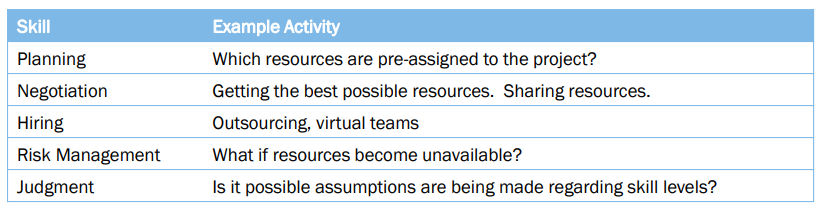 Skill Example Activity
Planning Which resources are pre-assigned to the project?
Negotiation Getting the best possible resources.  Sharing resources.
Hiring Outsourcing, virtual teams
Risk Management What if resources become unavailable?
Judgment Is it possible assumptions are being made regarding skill levels?